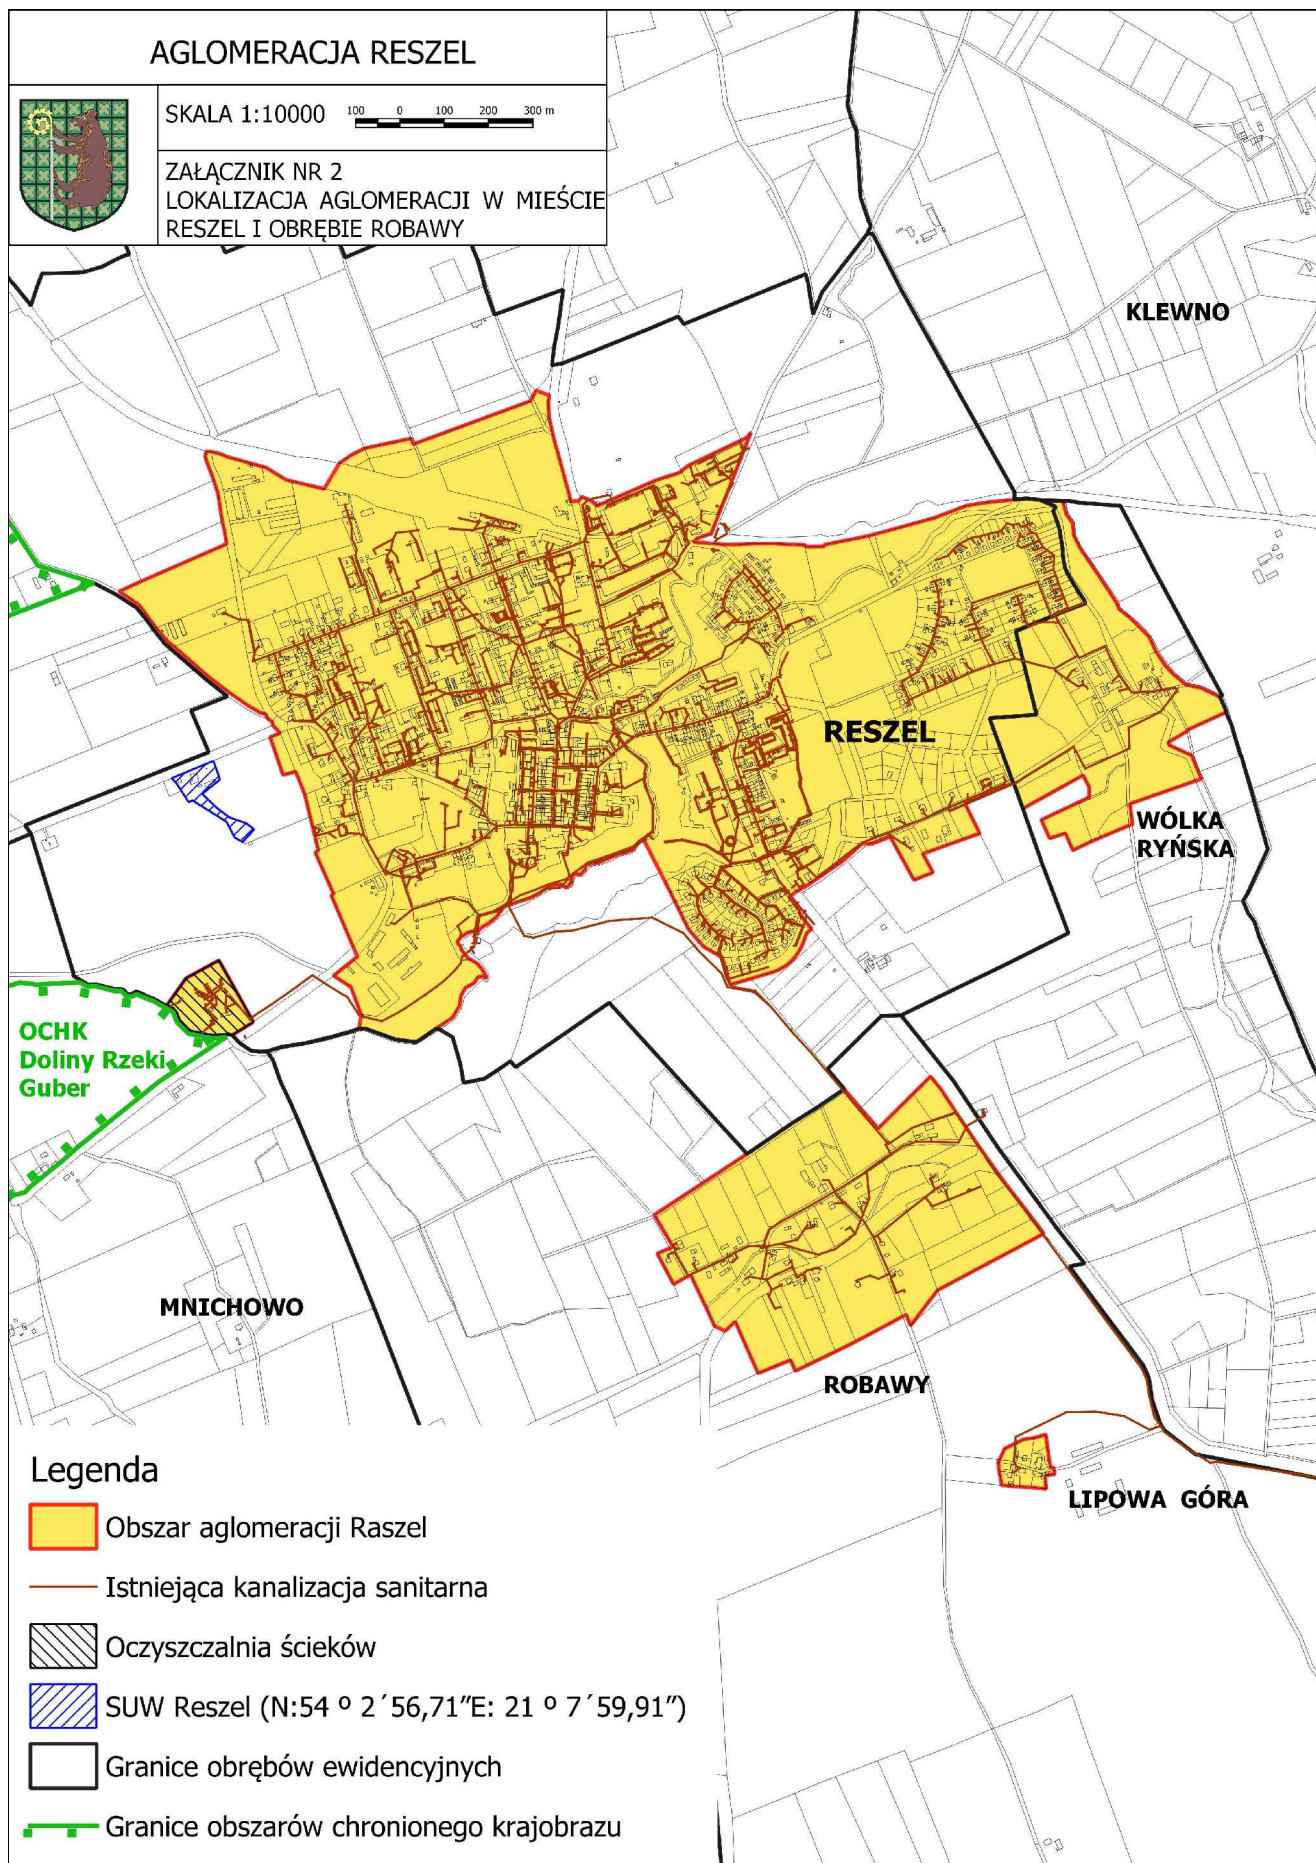 AGLOMERACJA RESZEL
SKALA 1:10000
100 0 100 200 300 m
ZAŁĄCZNIK NR 2
LOKALIZACJA AGLOMERACJI W MIEŚCIE
RESZEL I OBRĘBIE ROBAWY
KLEWNO
RESZEL
WÓLKA
RYŃSKA
OCHK
Doliny Rzeki
Guber
MNICHOWO
ROBAWY
LIPOWA GÓRA
Legenda
Obszar aglomeracji Raszel
Istniejąca kanalizacja sanitarna
Oczyszczalnia ścieków
SUW Reszel (N:54 º 2 ´56,71”E: 21 º 7 ´59,91”)
Granice obrębów ewidencyjnych
Granice obszarów chronionego krajobrazu